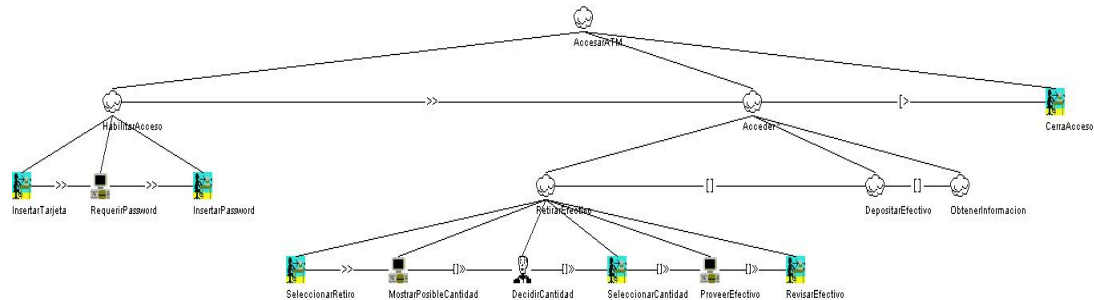 AccesarATM
>>
[>
HabilitarAcceso
Acceder
CerraAcceso
>>
>>
[]
[]
InsertarTarjeta
RequerirPassword
InsertarPassword
RetirarEfectivo
DepositarEfectivo
ObtenerInformacion
>>
[]>>
[]>>
[]>>
[]>>
SeleccionarRetiro
MostrarPosibleCantidad
DecidirCantidad
SeleccionarCantidad
ProveerEfectivo
RevisarEfectivo